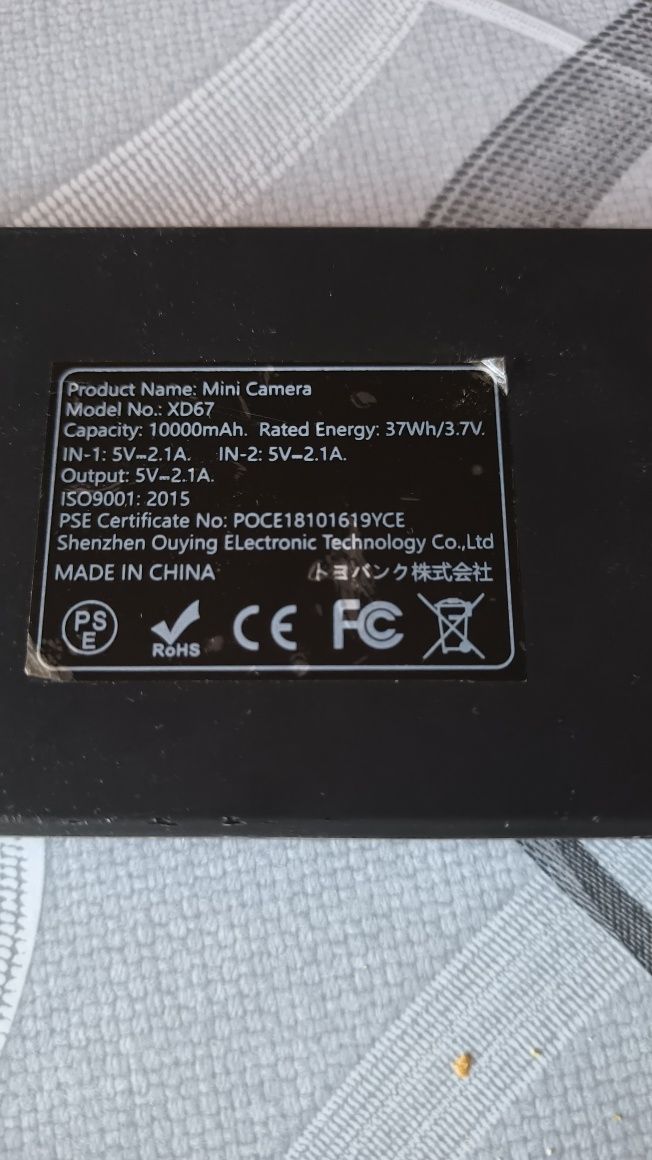 Product Name: Mini Camera
Model No.: XD67
Capacity: 10000mAh. Rated Energy: 37Wh/3.7V.
IN-1: 5V⎓2.1A. IN-2: 5V⎓2.1A.
Output: 5V⎓2.1A.
ISO9001: 2015
PSE Certificate No: POCE18101619YCE
Shenzhen Ouying ELectronic Technology Co.,Ltd
MADE IN CHINA トヨバンク株式会社
PSE RoHS CE FC